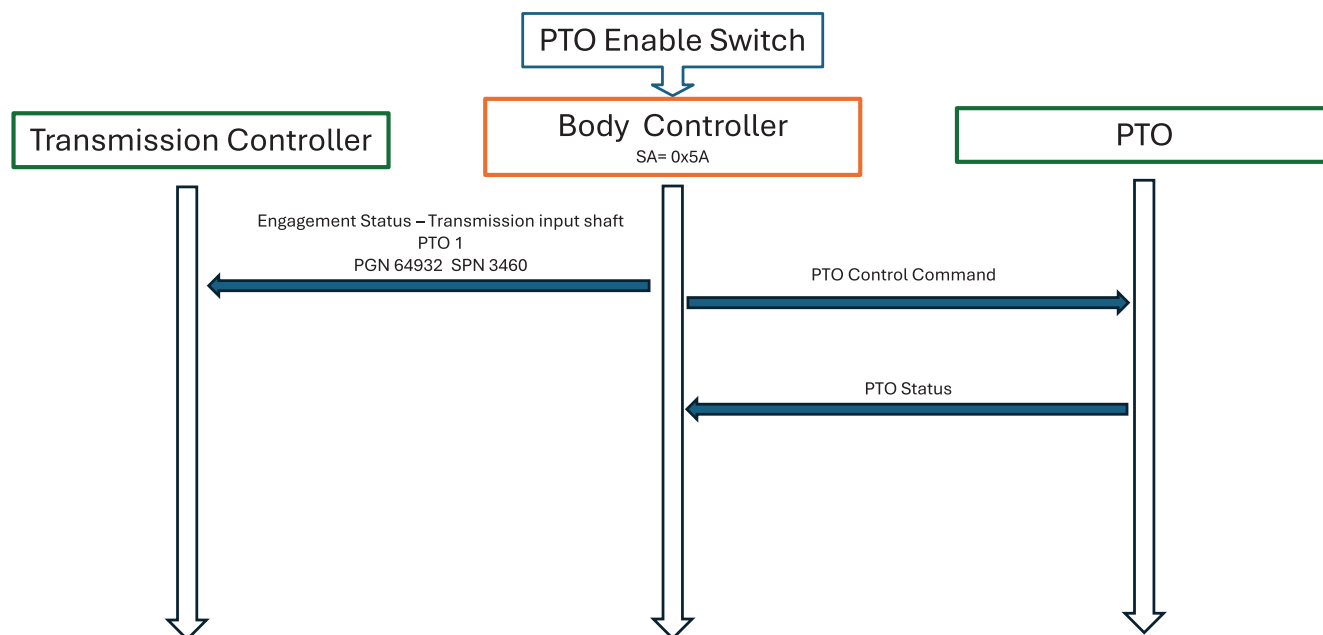 PTO Enable Switch
Transmission Controller
Body Controller
SA= 0x5A
PTO
Engagement Status – Transmission input shaft
PTO 1
PGN 64932 SPN 3460
PTO Control Command
PTO Status